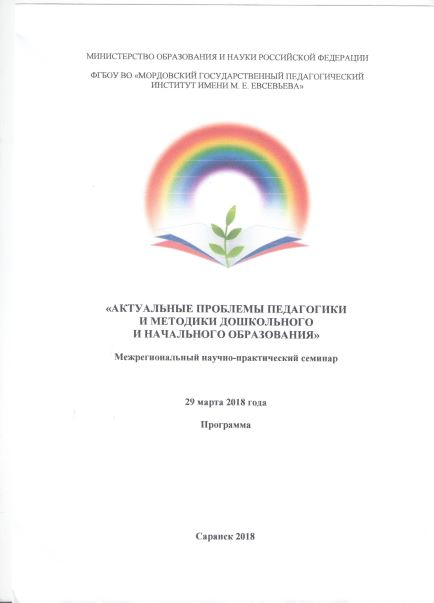 МИНИСТЕРСТВО ОБРАЗОВАНИЯ И НАУКИ РОССИЙСКОЙ ФЕДЕРАЦИИ
ФГБОУ ВО «МОРДОВСКИЙ ГОСУДАРСТВЕННЫЙ ПЕДАГОГИЧЕСКИЙ
ИНСТИТУТ ИМЕНИ М. Е. ЕВСЕВЬЕВА»
«АКТУАЛЬНЫЕ ПРОБЛЕМЫ ПЕДАГОГИКИ
И МЕТОДИКИ ДОШКОЛЬНОГО
И НАЧАЛЬНОГО ОБРАЗОВАНИЯ»
Межрегиональный научно-практический семинар
29 марта 2018 года
Программа
Саранск 2018